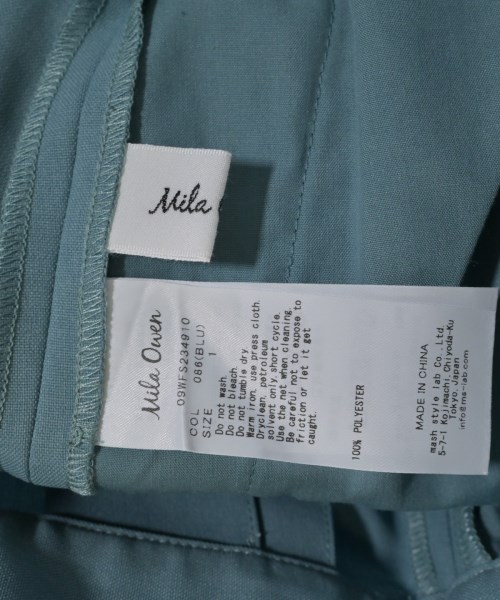 Mila
Mila Owen
09WFS234910
COL 086(BLU)
SIZE 1
Do not wash.
Do not bleach.
Do not tumble dry
Warm iron, use press cloth.
Dryclean, petroleum
solvent only,short cycle.
Use the net when cleaning.
Be careful not to expose to
friction or let it get
caught.
100% POLYESTER
MADE IN CHINA
mash style lab Co., Ltd.
5-7-1 Kojimachi Chiyoda-Ku
Tokyo, Japan
info@ms-lab.com